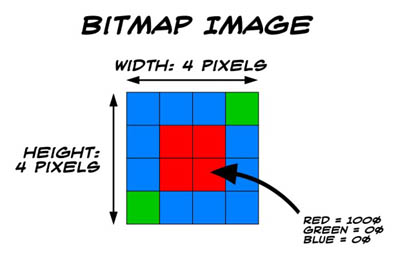 BITMAP IMAGE
WIDTH: 4 PIXELS
HEIGHT:
4 PIXELS
RED = 100%
GREEN = 0%
BLUE = 0%